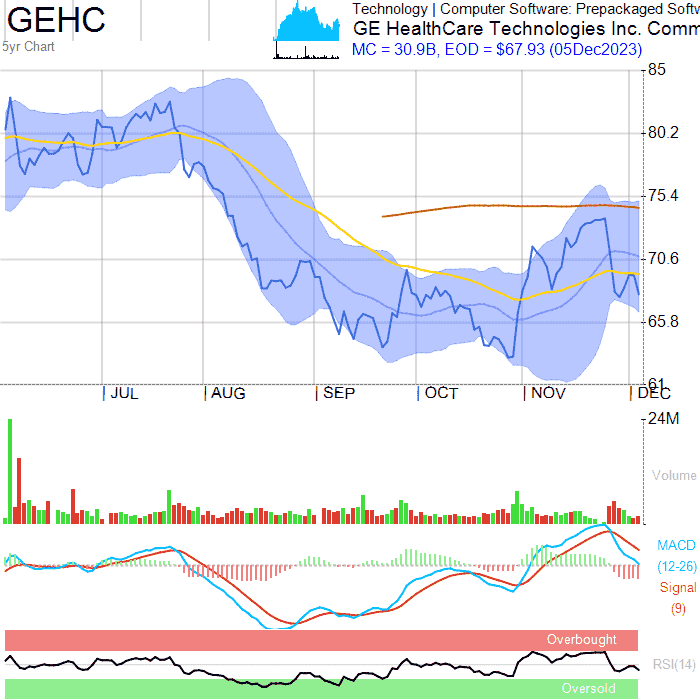 GEHC
5yr Chart
Technology | Computer Software: Prepackaged Softw
GE HealthCare Technologies Inc. Comm
MC = 30.9B, EOD = $67.93 (05Dec2023)
85
80.2
75.4
70.6
65.8
61
JUL AUG SEP OCT NOV DEC
24M
Volume
MACD
(12-26)
Signal
(9)
Overbought
RSI(14)
Oversold